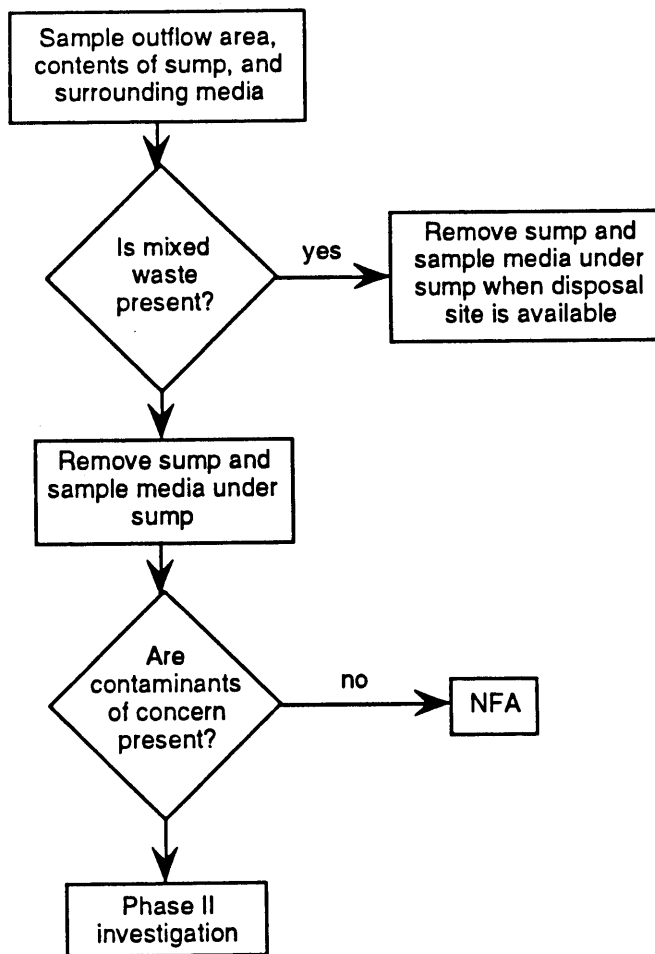 Sample outflow area,
contents of sump, and
surrounding media
Is mixed
waste
present?
yes
Remove sump and
sample media under
sump when disposal
site is available
Remove sump and
sample media under
sump
Are
contaminants
of concern
present?
no
NFA
Phase II
investigation